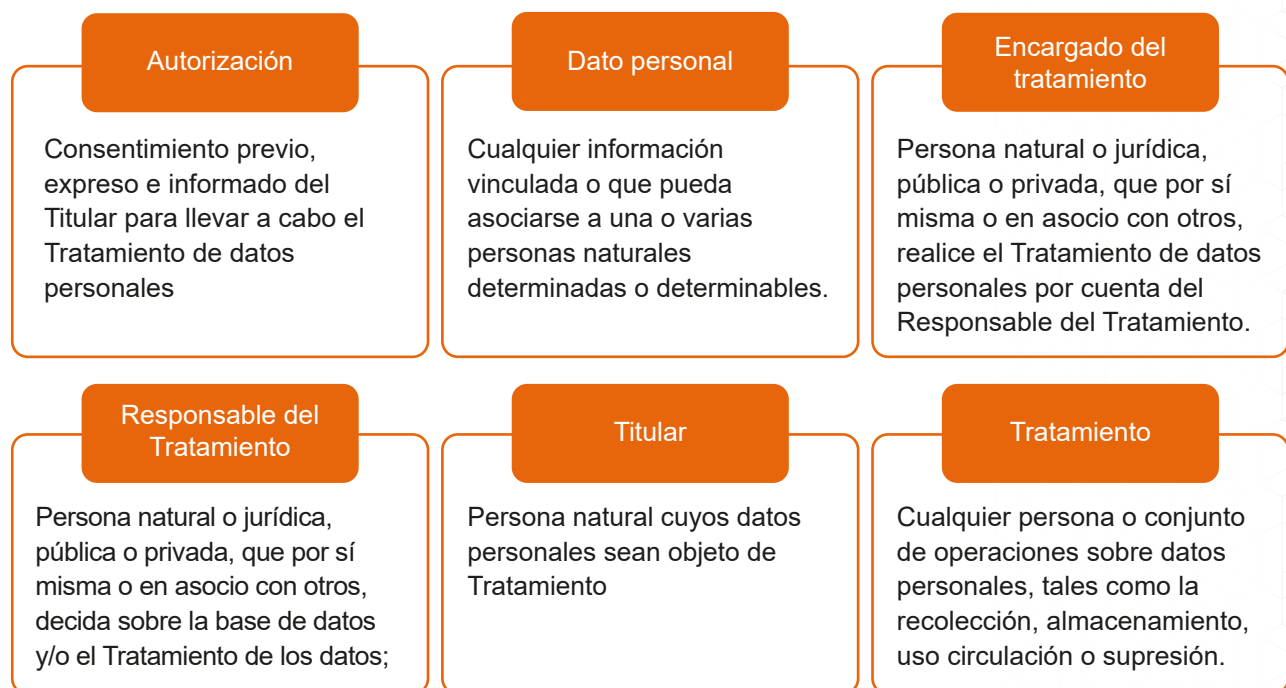 Autorización
Consentimiento previo,
expreso e informado del
Titular para llevar a cabo el
Tratamiento de datos
personales
Dato personal
Cualquier información
vinculada o que pueda
asociarse a una o varias
personas naturales
determinadas o determinables.
Encargado del
tratamiento
Persona natural o jurídica,
pública o privada, que por sí
misma o en asocio con otros,
realice el Tratamiento de datos
personales por cuenta del
Responsable del Tratamiento.
Responsable del
Tratamiento
Persona natural o jurídica,
pública o privada, que por sí
misma o en asocio con otros,
decida sobre la base de datos
y/o el Tratamiento de los datos;
Titular
Persona natural cuyos datos
personales sean objeto de
Tratamiento
Tratamiento
Cualquier persona o conjunto
de operaciones sobre datos
personales, tales como la
recolección, almacenamiento,
uso circulación o supresión.